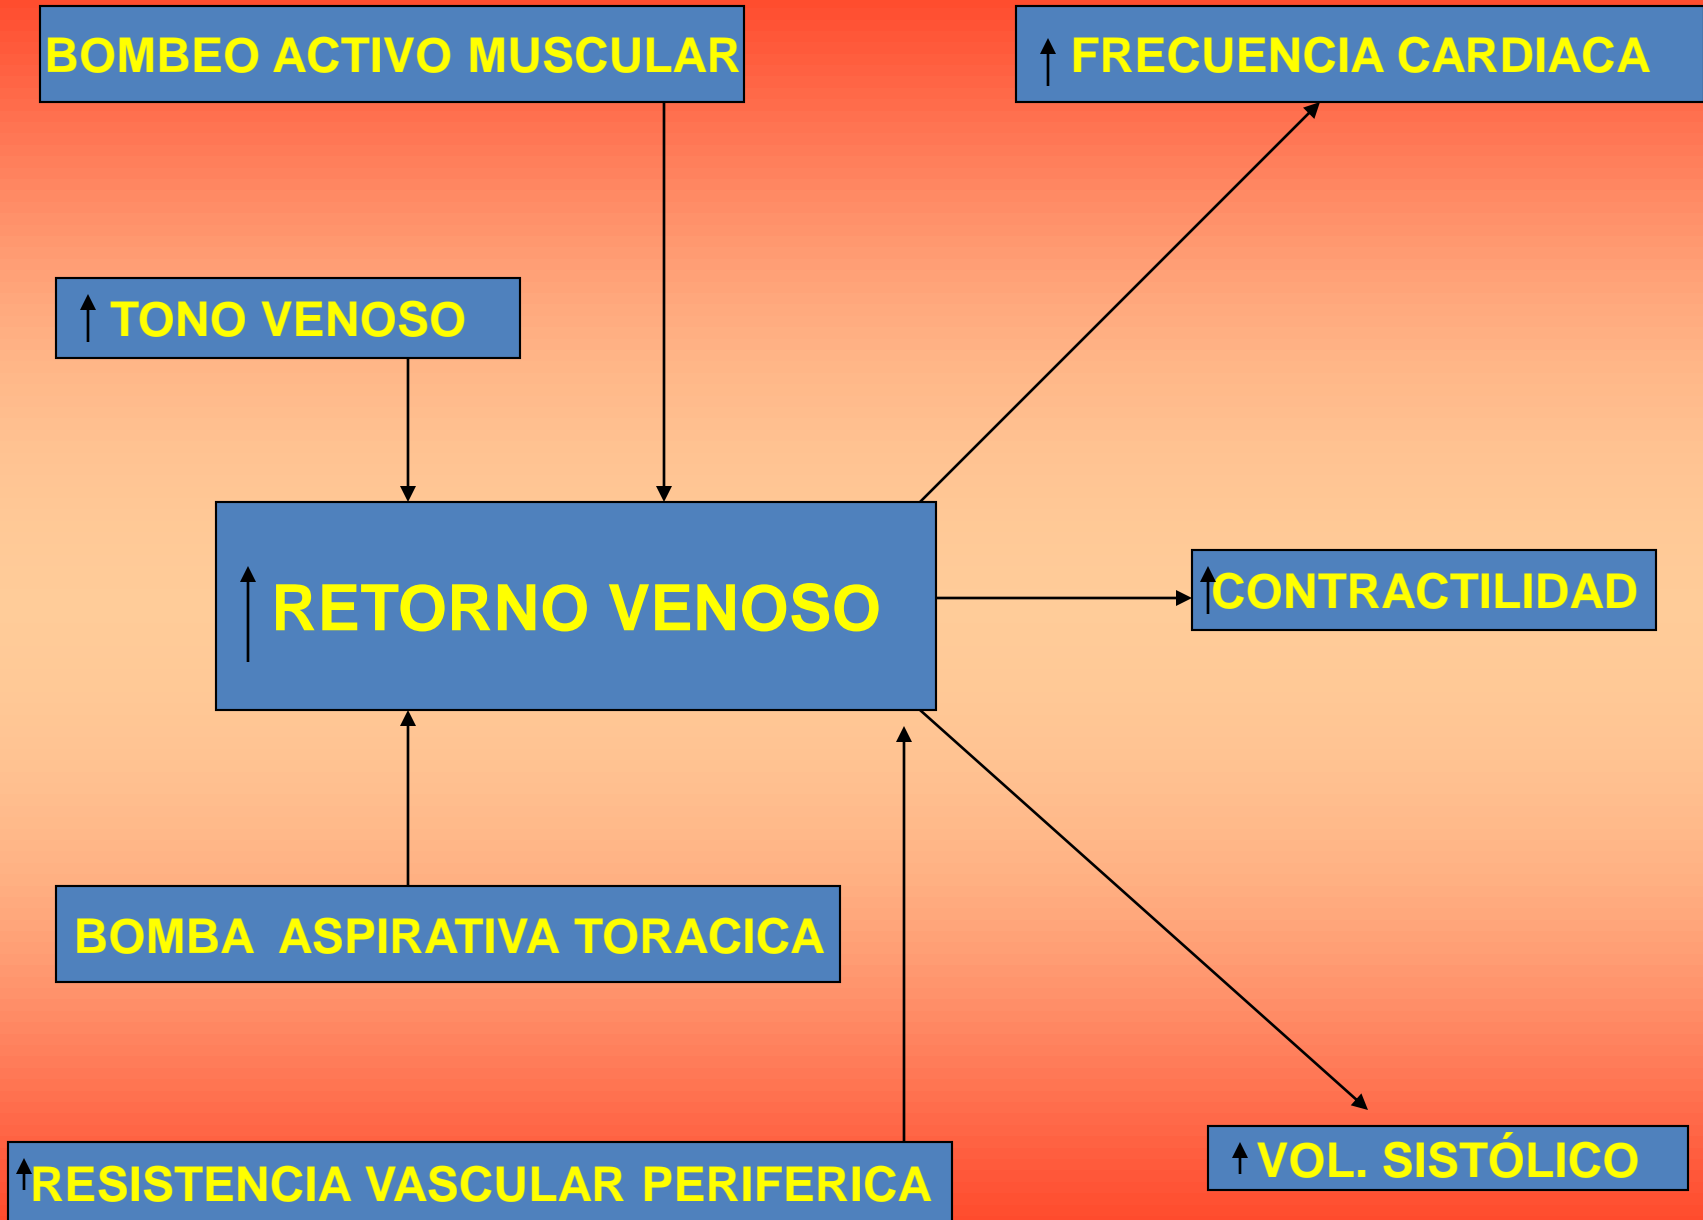 BOMBEO ACTIVO MUSCULAR
FRECUENCIA CARDIACA
TONO VENOSO
RETORNO VENOSO
CONTRACTILIDAD
BOMBA ASPIRATIVA TORACICA
VOL. SISTÓLICO
RESISTENCIA VASCULAR PERIFERICA